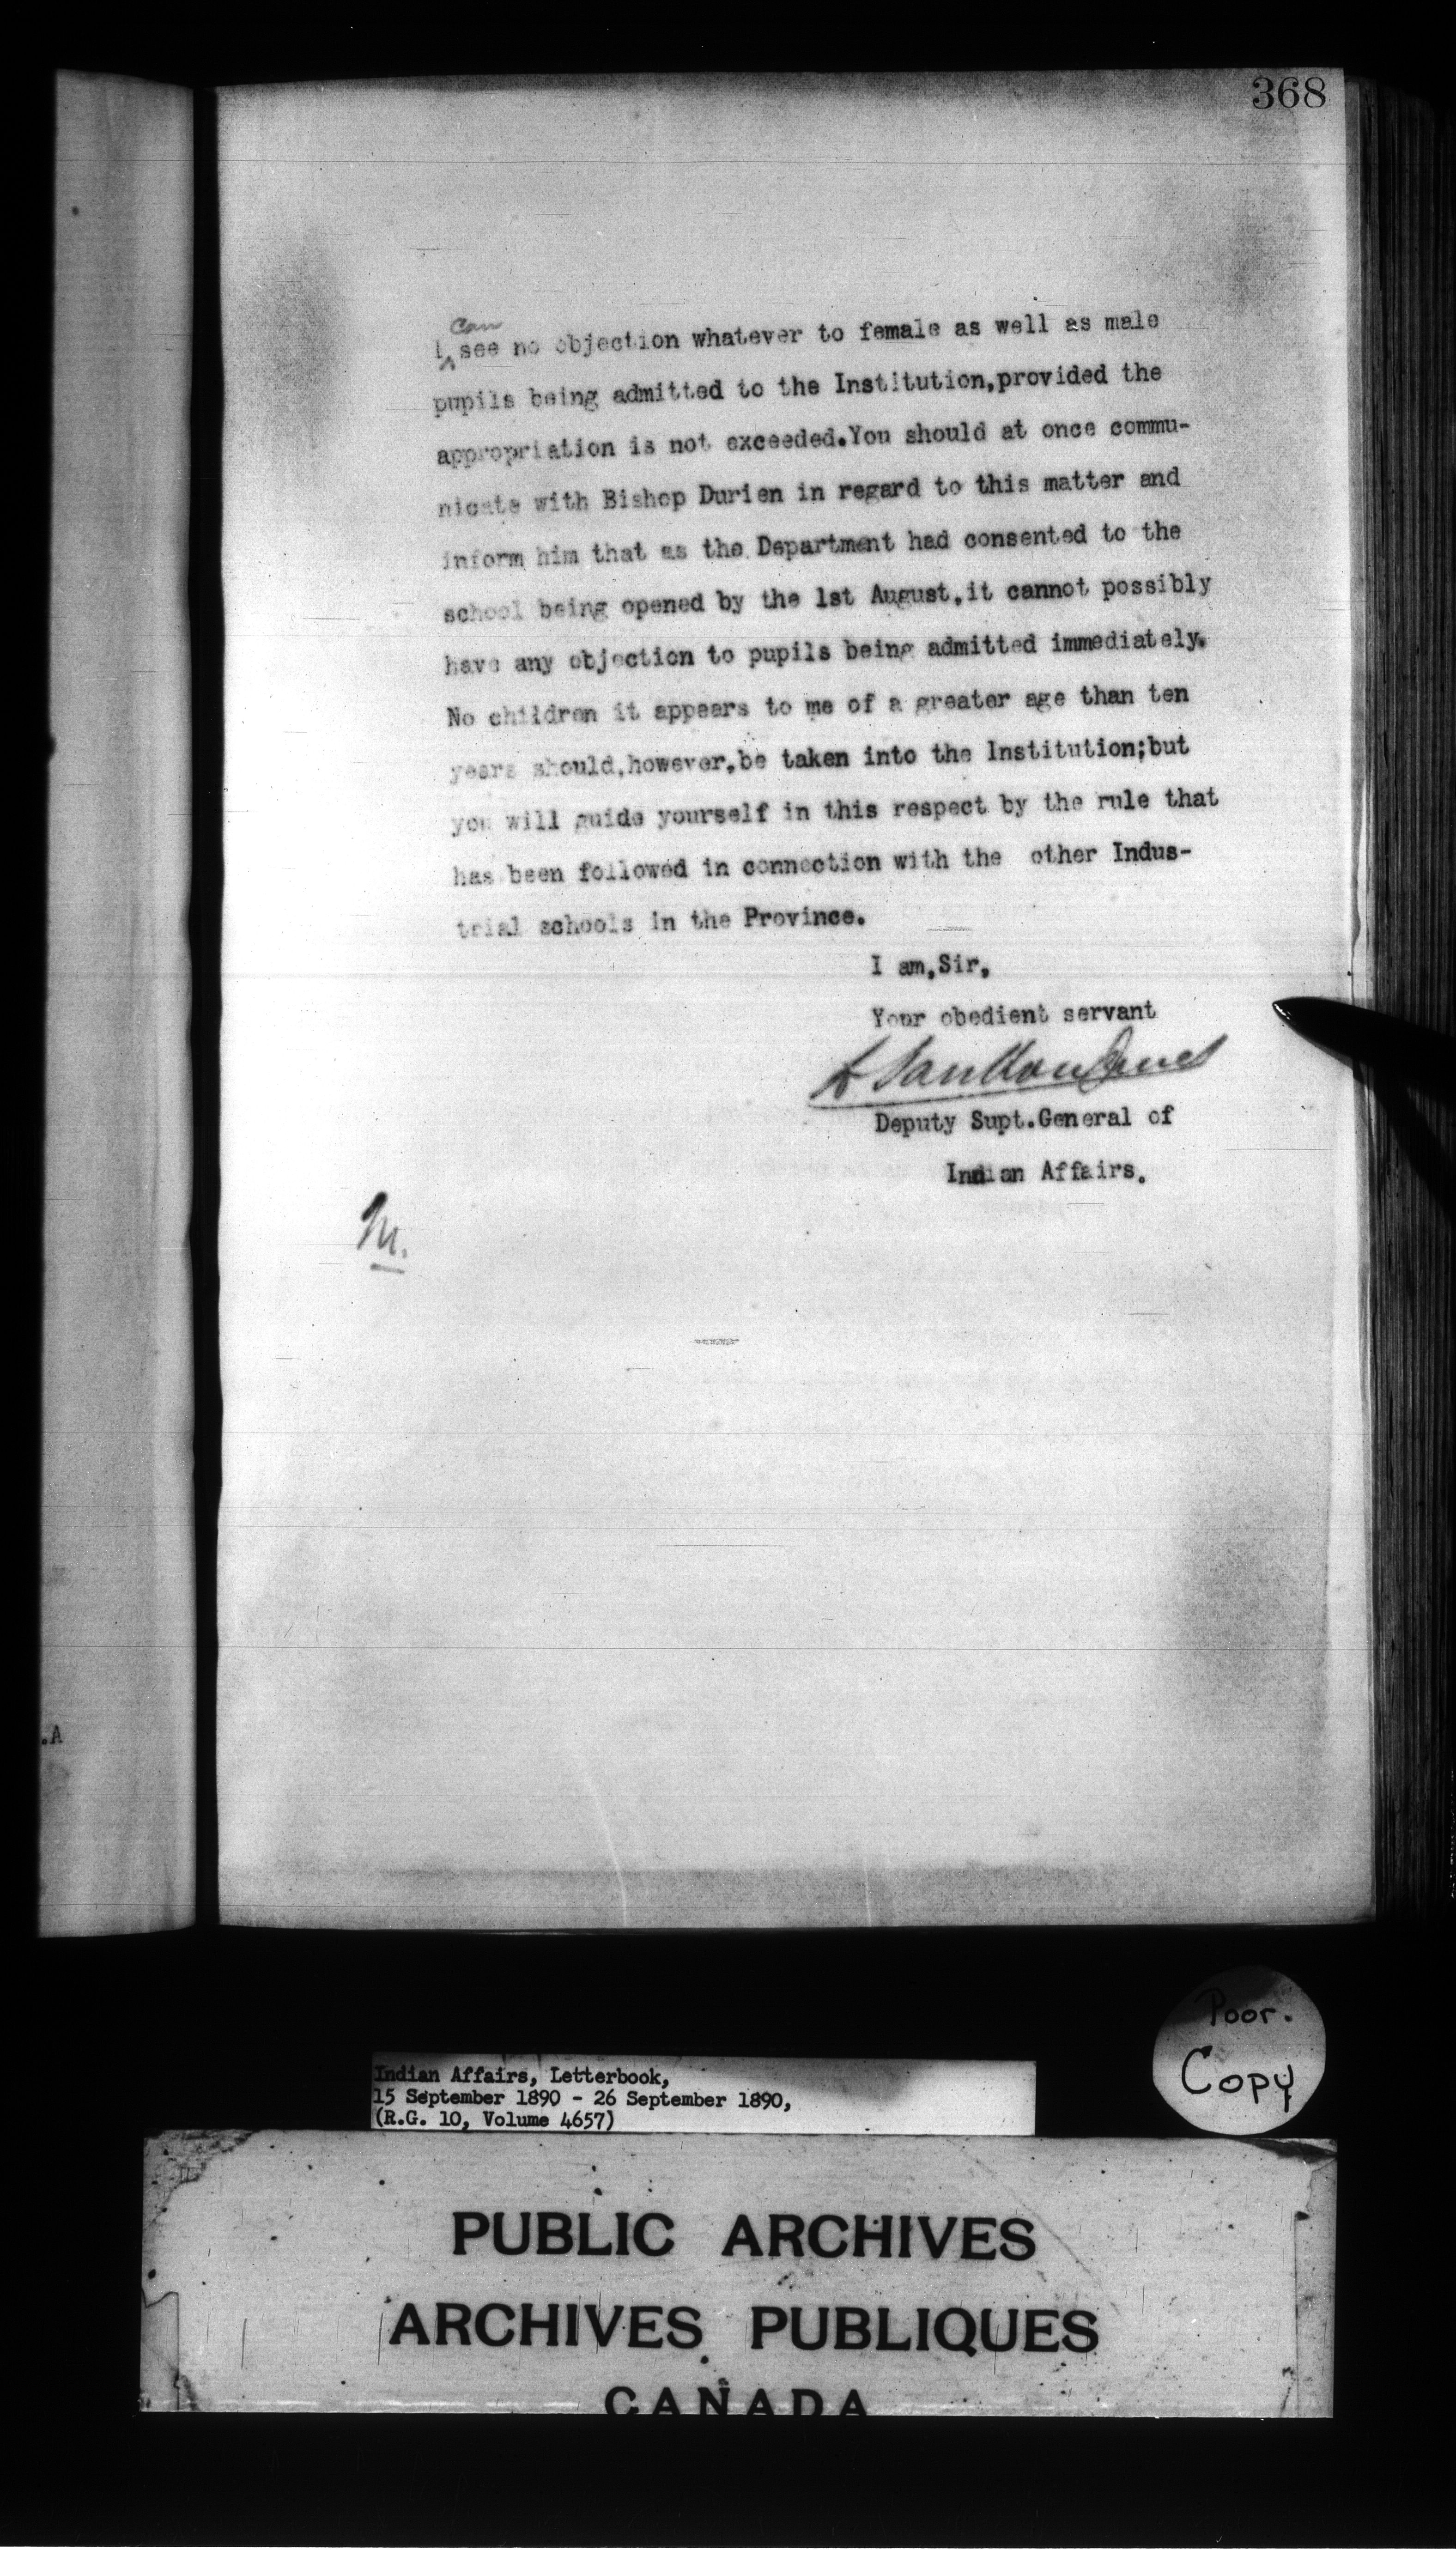 368
can
I see no objection whatever to female as well as male
pupils being admitted to the Institution,provided the
appropriation is not exceeded.You should at once commu-
nicate with Bishop Durien in regard to this matter and
inform him that as the Department had consented to the
school being opened by the 1st August,it cannot possibly
have any objection to pupils being admitted immediately.
No children it appears to me of a greater age than ten
years should,however,be taken into the Institution;but
you will guide yourself in this respect by the rule that
has been followed in connection with the other Indus-
trial schools in the Province.
I am,Sir,
Your obedient servant
L Vankoughnet
Deputy Supt.General of
Indian Affairs.
M.
.A
Poor.
Copy
Indian Affairs, Letterbook,
15 September 1890 - 26 September 1890,
(R.G. 10, Volume 4657)
PUBLIC ARCHIVES
ARCHIVES PUBLIQUES
CANADA